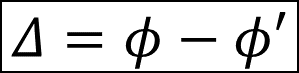 Δ = ϕ − ϕ′